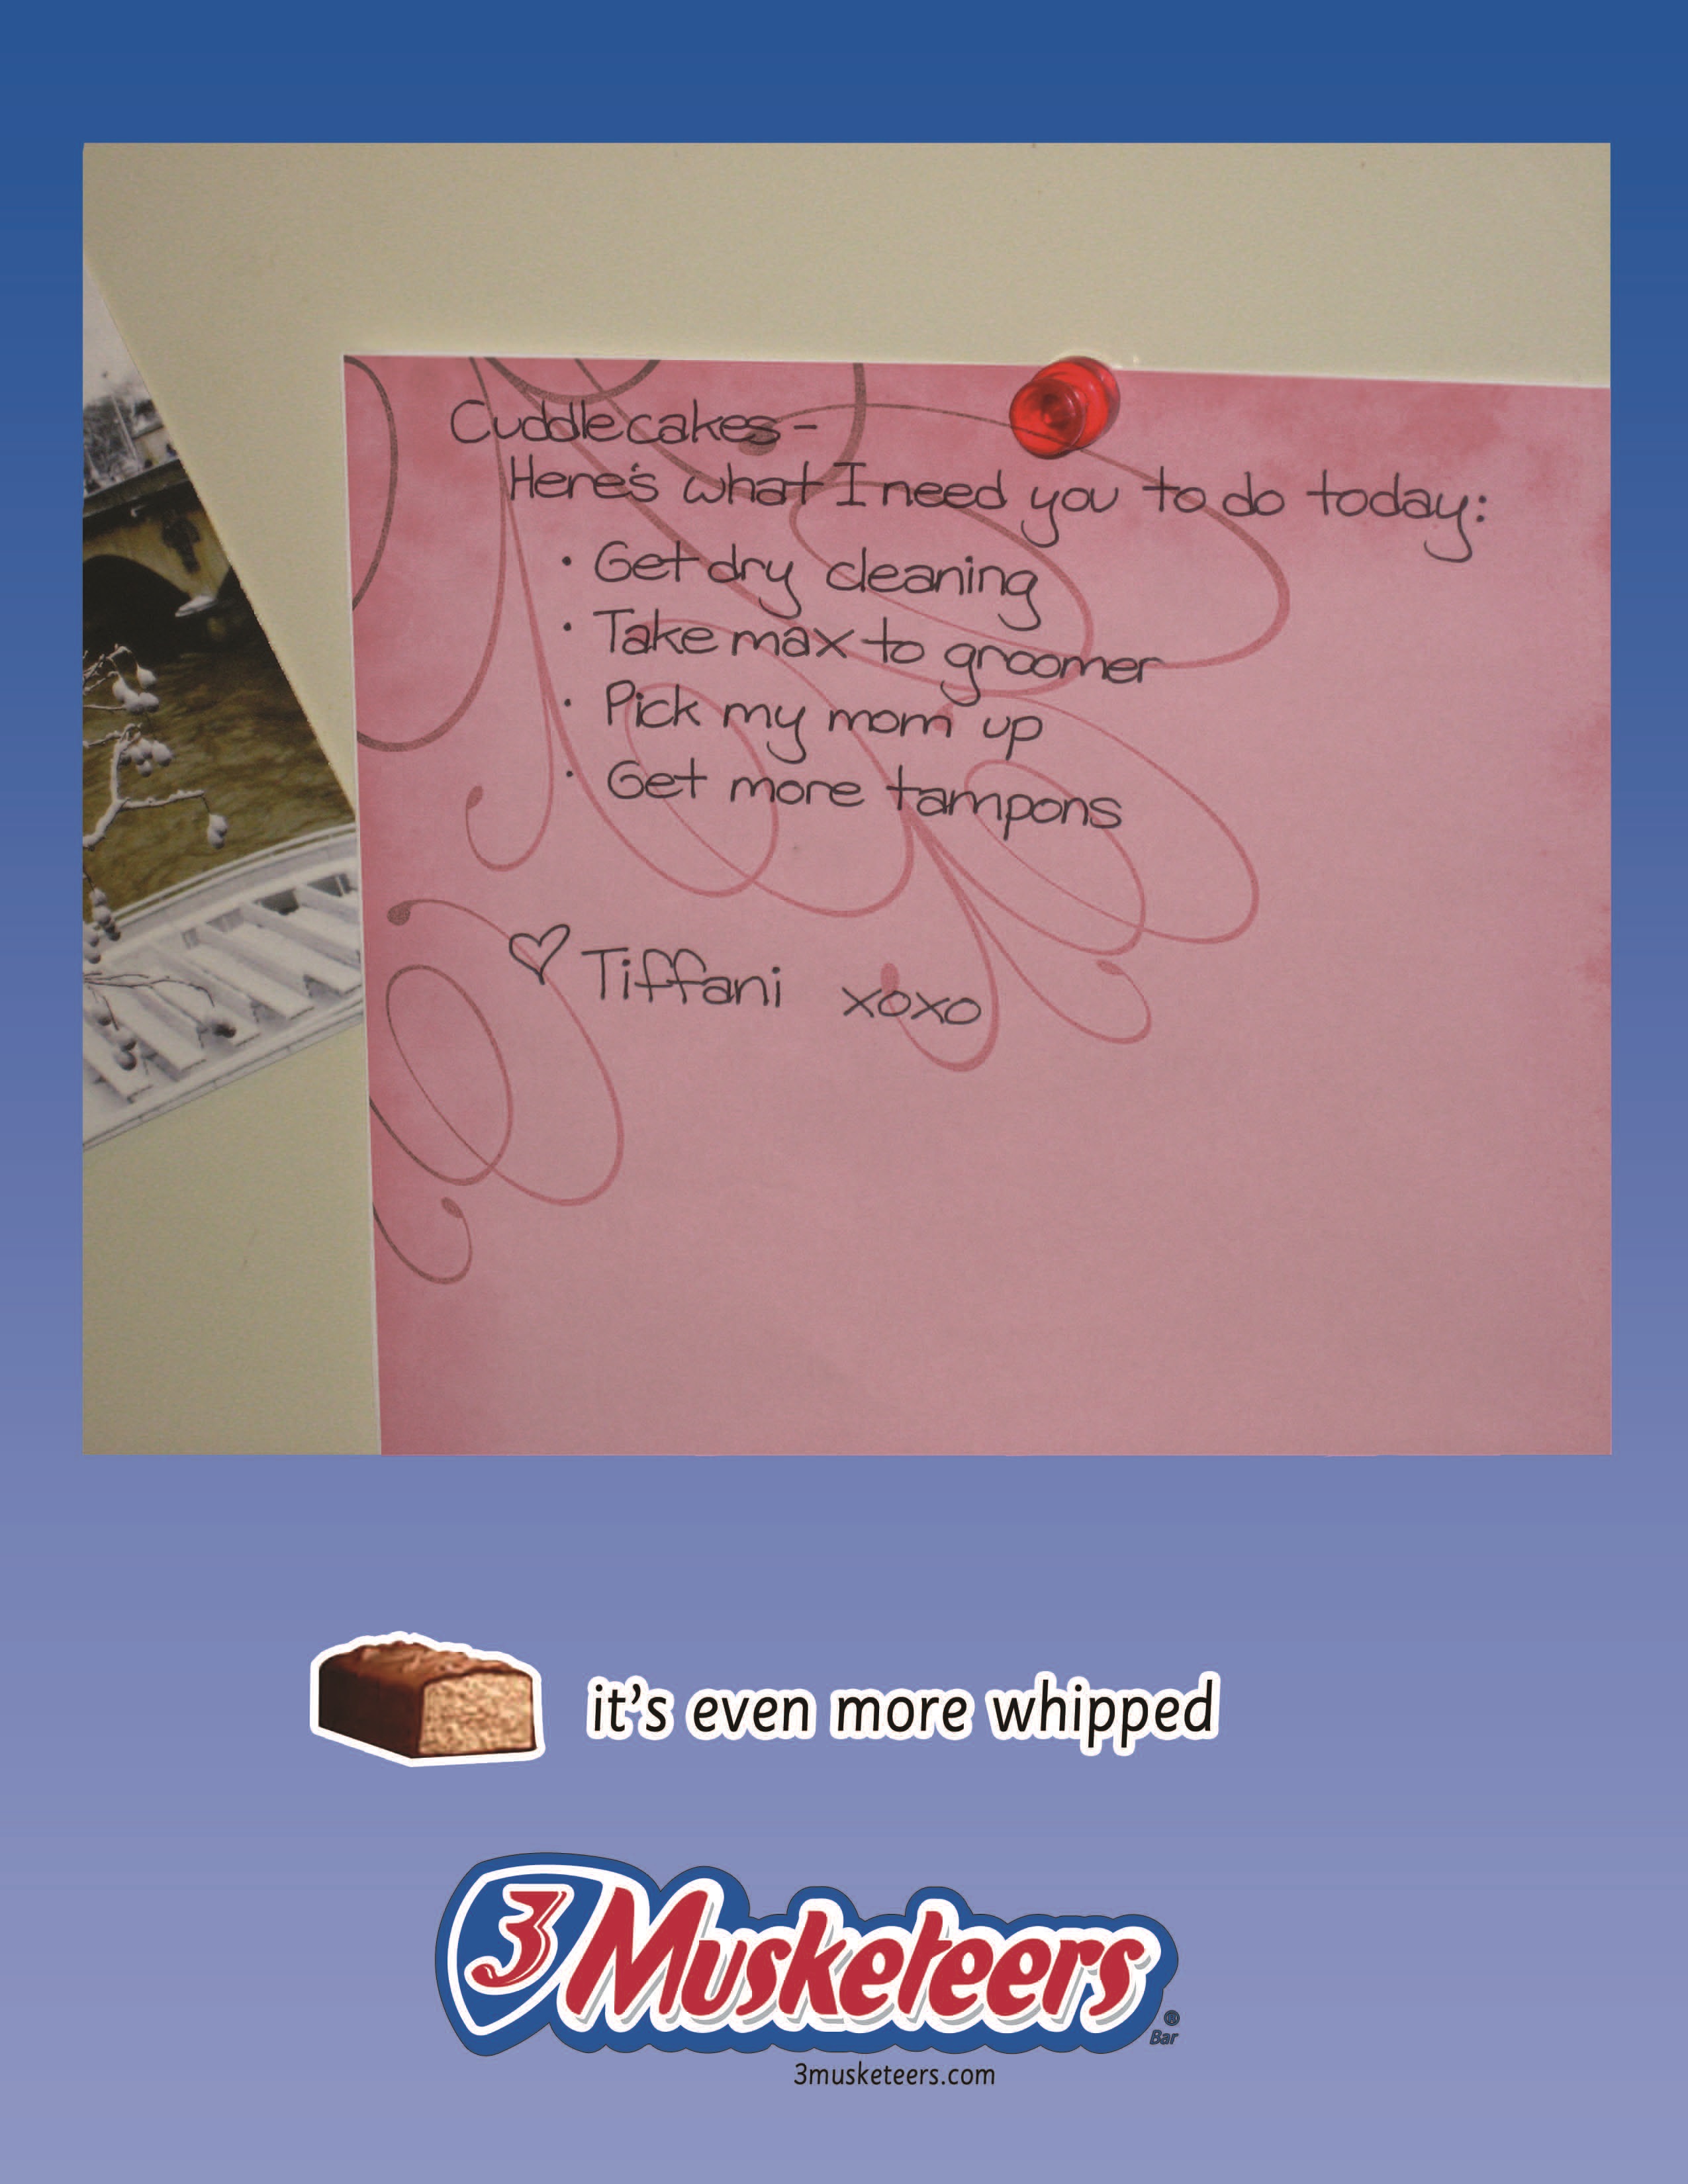 Cuddlecakes -
Here's what I need you to do today:
• Get dry cleaning
• Take max to groomer
• Pick my mom up
• Get more tampons
♡ Tiffani xoxo
it's even more whipped
3 Musketeers ®
Bar
3musketeers.com